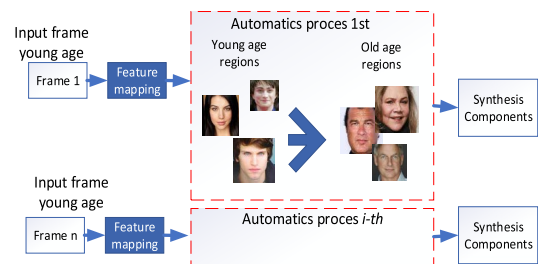 Automatics proces 1st
Input frame
young age
Frame 1
Feature
mapping
Young age
regions
Old age
regions
Synthesis
Components
Input frame
young age
Frame n
Feature
mapping
Automatics proces i-th
Synthesis
Components